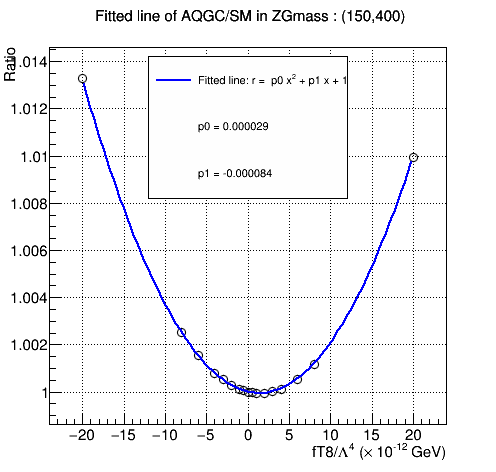 Fitted line of AQGC/SM in ZGmass : (150,400)
Ratio
Fitted line: r =  p0 x² + p1 x + 1
p0 = 0.000029
p1 = -0.000084
1.014
1.012
1.01
1.008
1.006
1.004
1.002
1
−20 −15 −10 −5 0 5 10 15 20
fT8/Λ⁴ (× 10⁻¹² GeV)